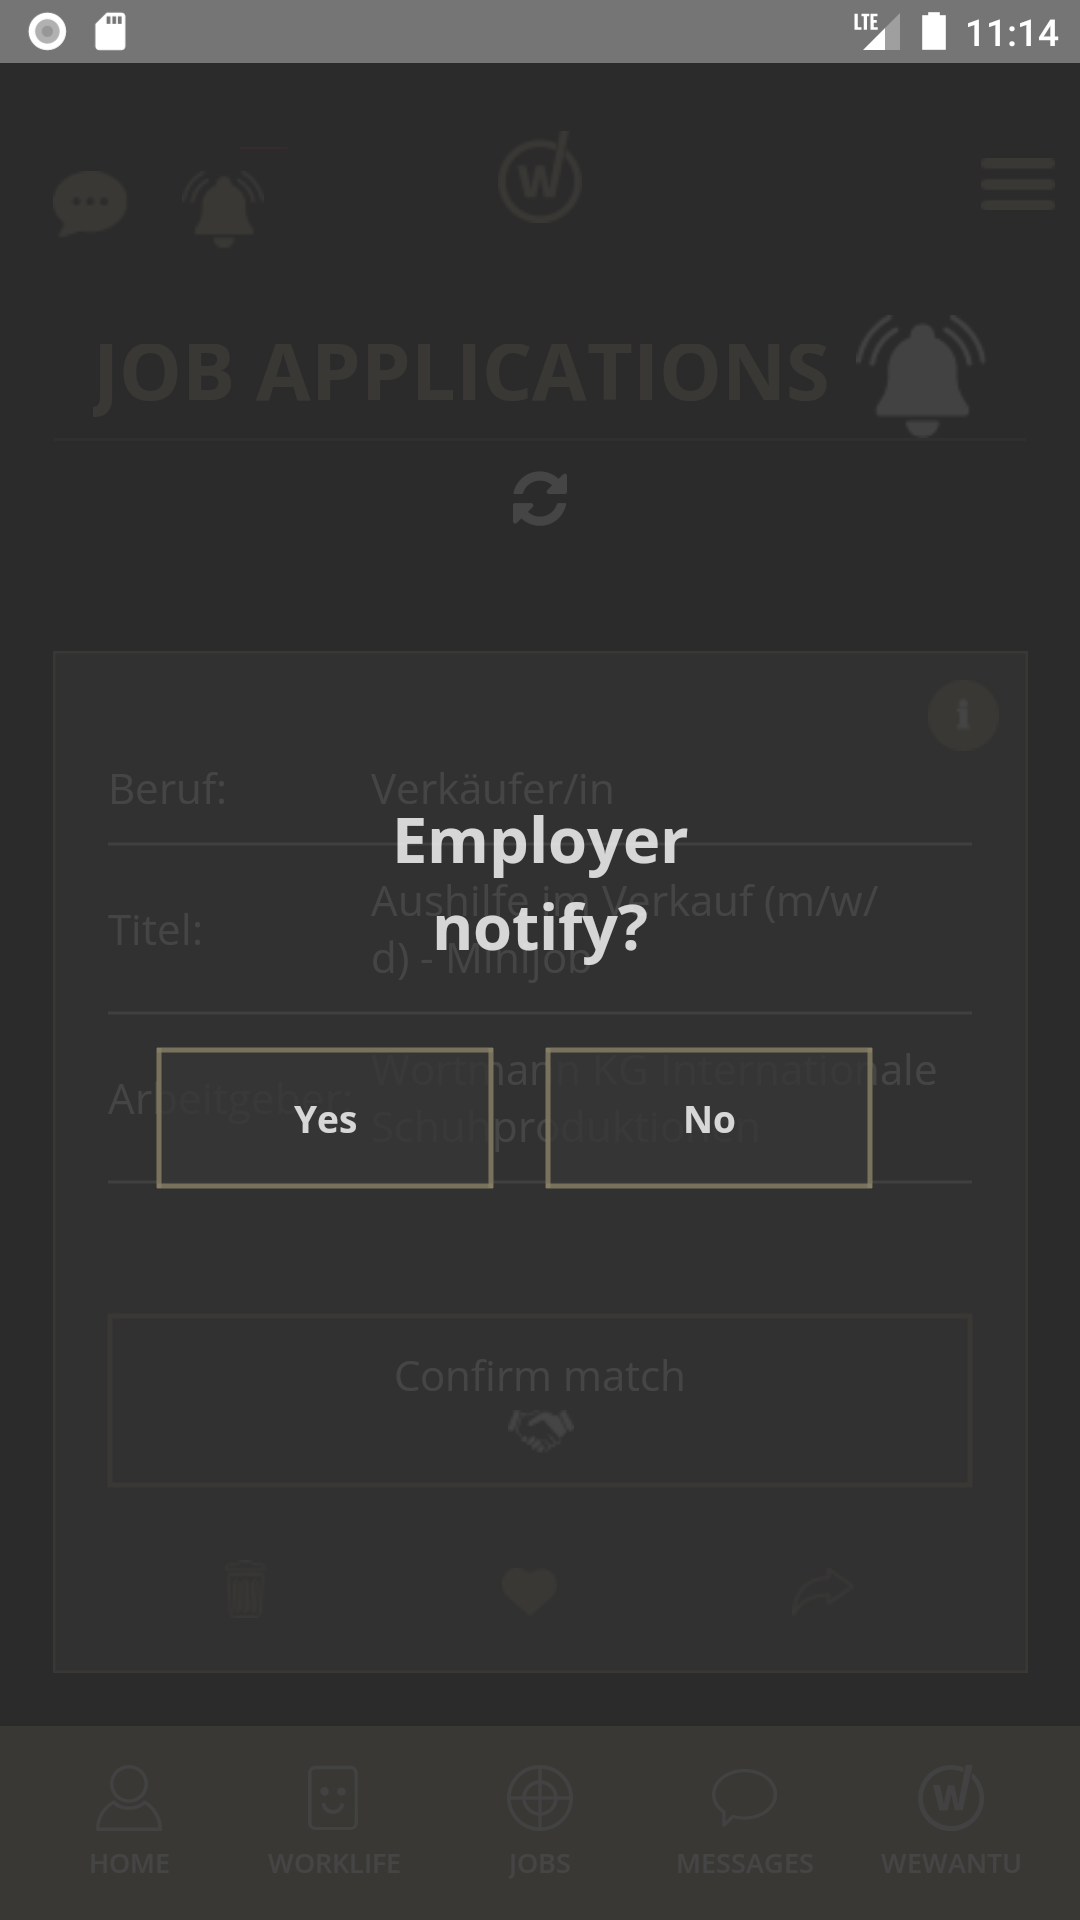 LTE 11:14
W
JOB APPLICATIONS
i
Beruf: Verkäufer/in
Employer
notify?
Titel: Aushilfe im Verkauf (m/w/
d) - Minijob
Arbeitgeber: Wortmann KG Internationale
Schuhproduktionen
Yes No
Confirm match
W
HOME WORKLIFE JOBS MESSAGES WEWANTU